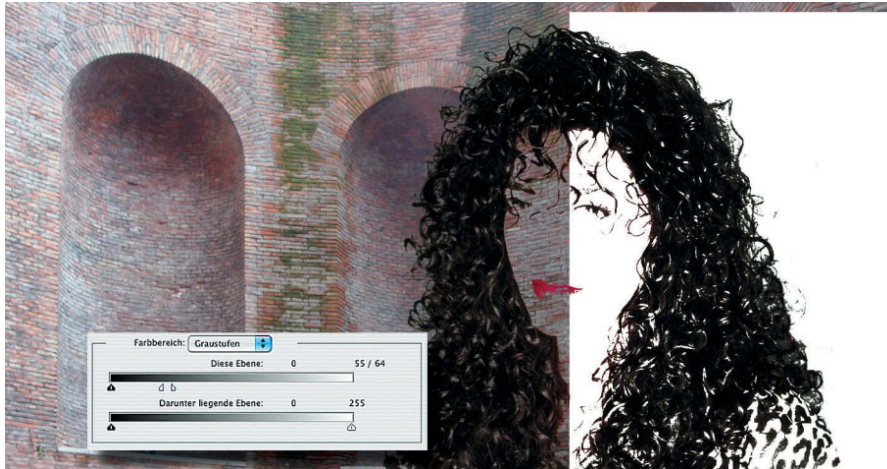 Farbbereich: Graustufen
Diese Ebene: 0 55 / 64
Darunter liegende Ebene: 0 255